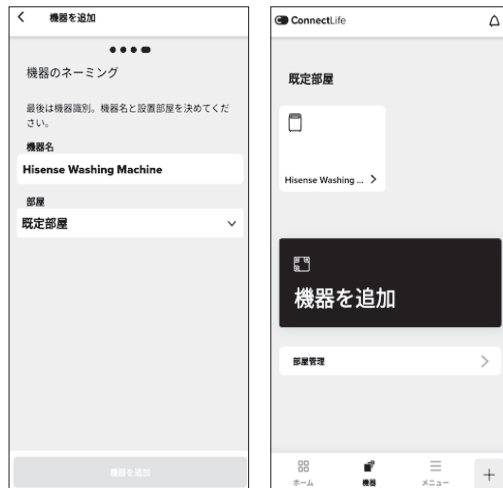 機器を追加
機器のネーミング
最後は機器識別。機器名と設置部屋を決めてくだ
さい。
機器名
Hisense Washing Machine
部屋
既定部屋
機器を追加
ConnectLife
既定部屋
Hisense Washing ...
機器を追加
部屋管理
ホーム
機器
メニュー